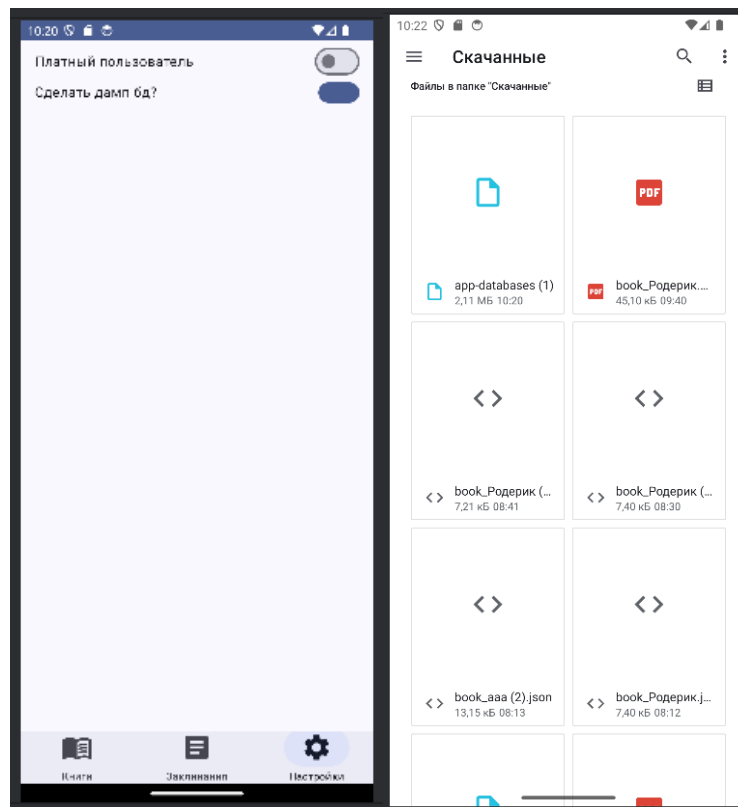 10:20
Платный пользователь
Сделать дамп бд?
Книги
Заклинания
Настройки
10:22
Скачанные
Файлы в папке "Скачанные"
PDF
app-databases (1)
2,11 МБ 10:20
PDF
book_Родерик....
45,10 кБ 09:40
book_Родерик (...
7,21 кБ 08:41
book_Родерик (...
7,40 кБ 08:30
book_aaa (2).json
13,15 кБ 08:13
book_Родерик.j...
7,40 кБ 08:12